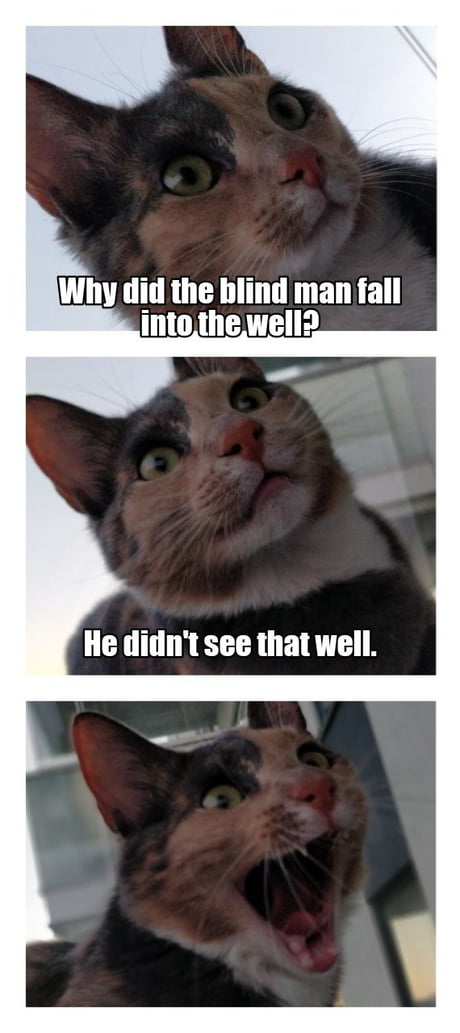 Why did the blind man fall
into the well?
He didn't see that well.